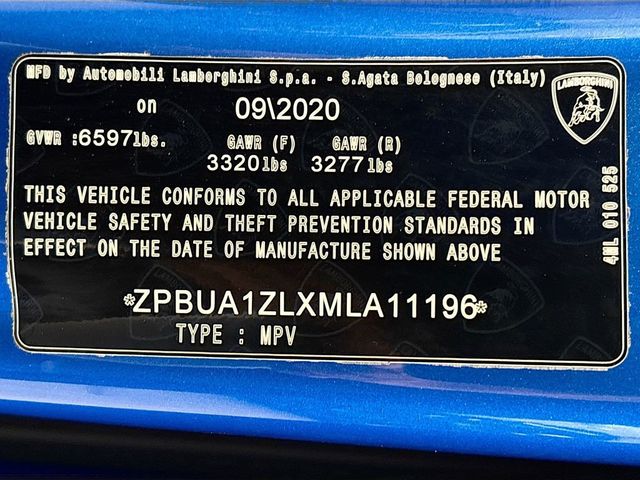 MFD by Automobili Lamborghini S.p.a. - S.Agata Bolognese (Italy)
on 09\2020
LAMBORGHINI
GVWR :6597lbs. GAWR (F) GAWR (R)
3320lbs 3277lbs
THIS VEHICLE CONFORMS TO ALL APPLICABLE FEDERAL MOTOR
VEHICLE SAFETY AND THEFT PREVENTION STANDARDS IN
EFFECT ON THE DATE OF MANUFACTURE SHOWN ABOVE
4ML 010 525
*ZPBUA1ZLXMLA11196*
TYPE : MPV